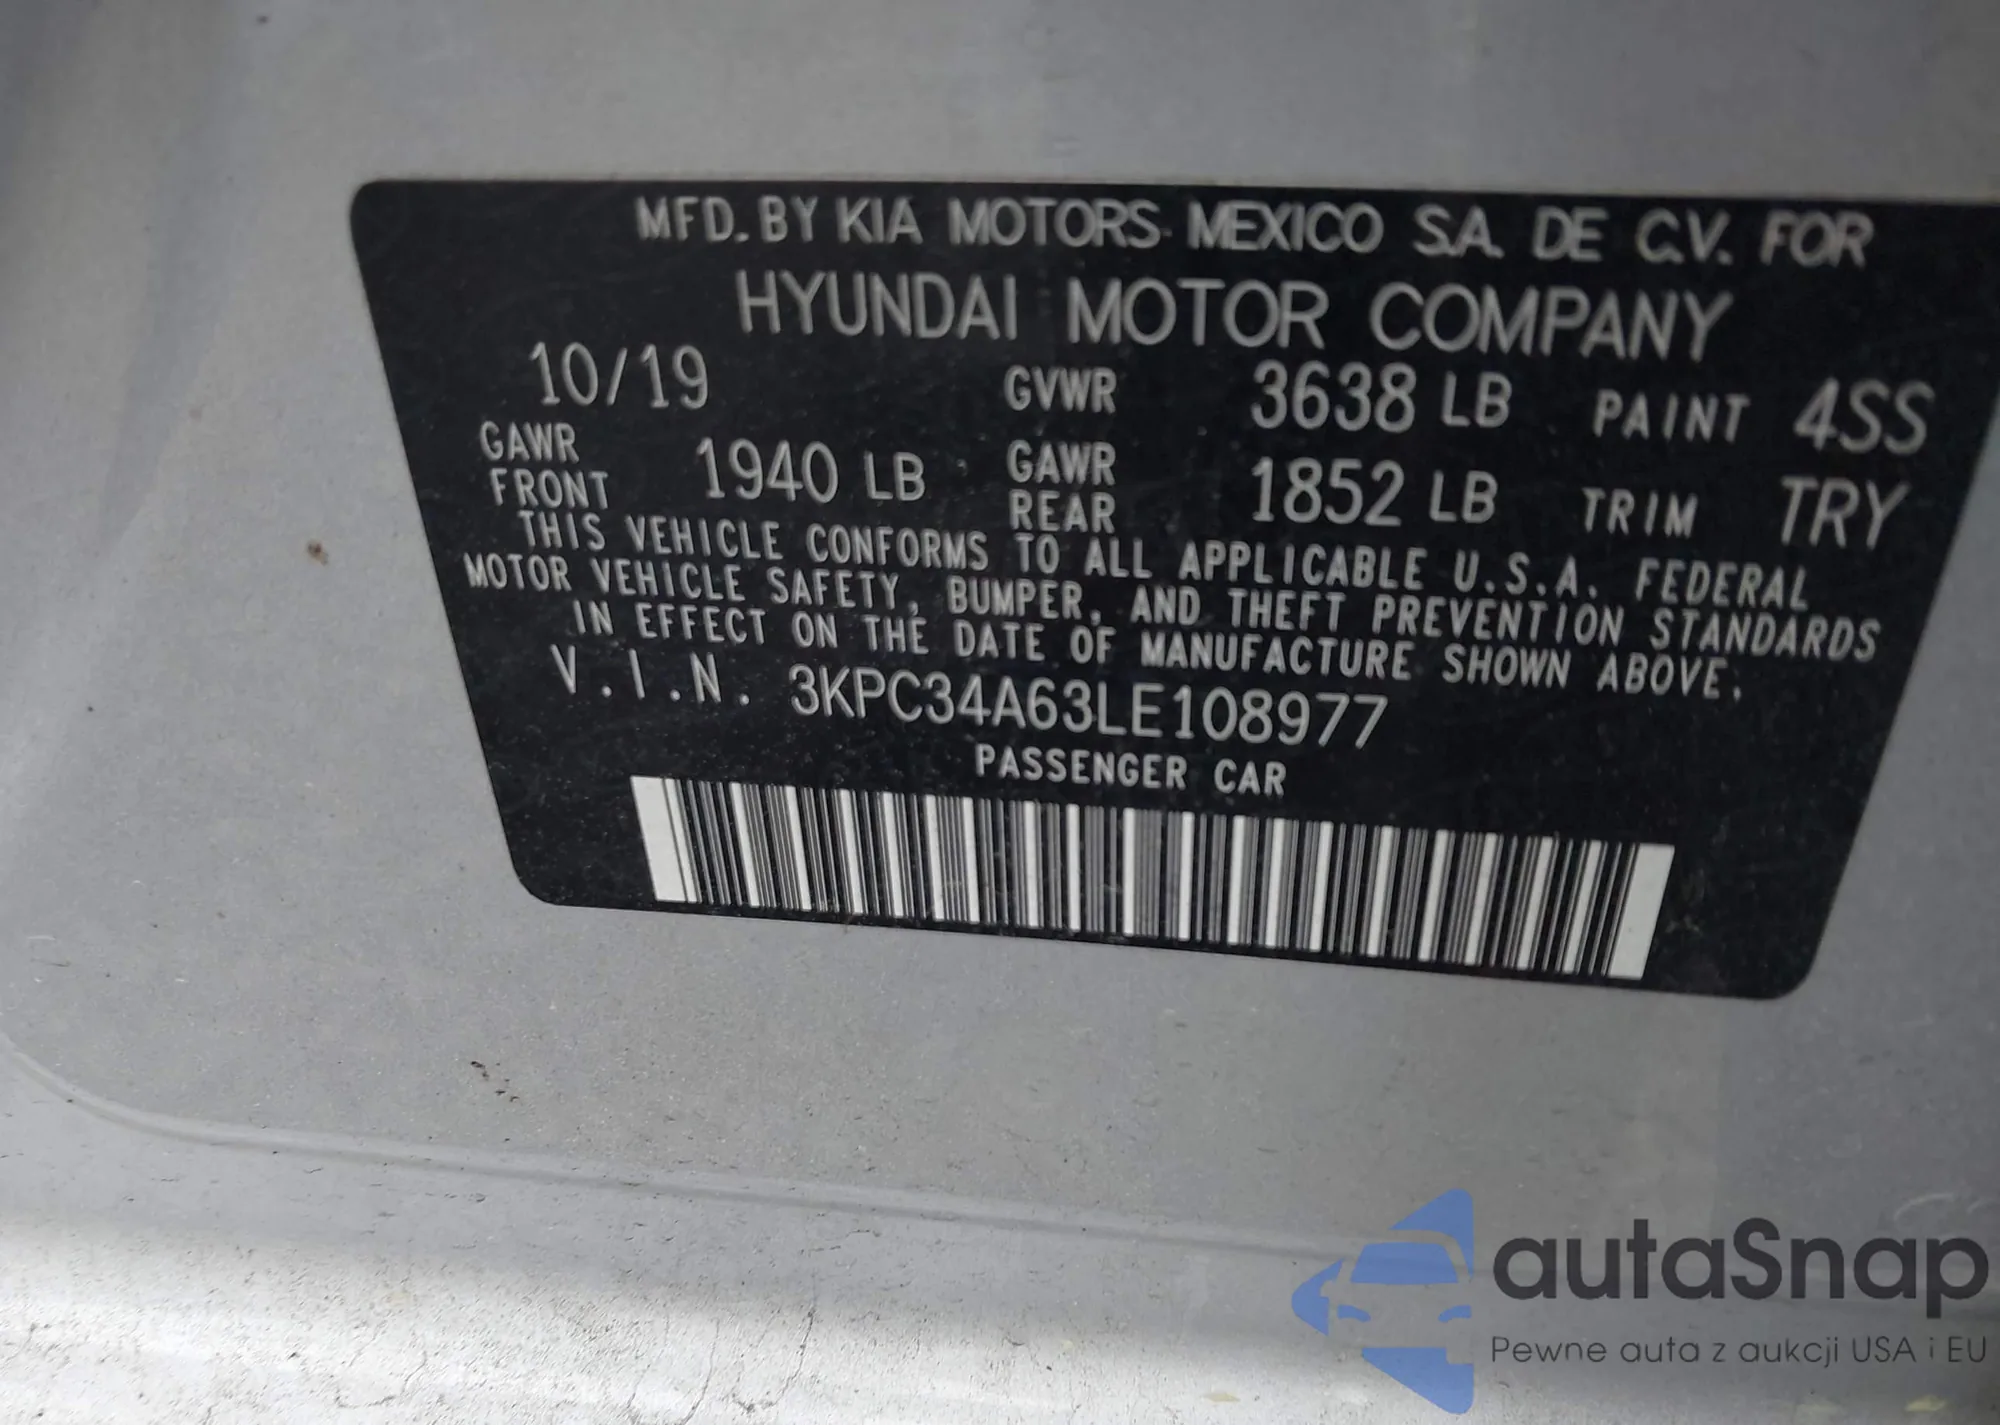 MFD. BY KIA MOTORS MEXICO S.A. DE C.V. FOR
HYUNDAI MOTOR COMPANY
10/19 GVWR 3638 LB PAINT 4SS
GAWR FRONT 1940 LB GAWR REAR 1852 LB TRIM TRY
THIS VEHICLE CONFORMS TO ALL APPLICABLE U.S.A. FEDERAL
MOTOR VEHICLE SAFETY, BUMPER, AND THEFT PREVENTION STANDARDS
IN EFFECT ON THE DATE OF MANUFACTURE SHOWN ABOVE.
V.I.N. 3KPC34A63LE108977
PASSENGER CAR
autaSnap
Pewne auta z aukcji USA i EU